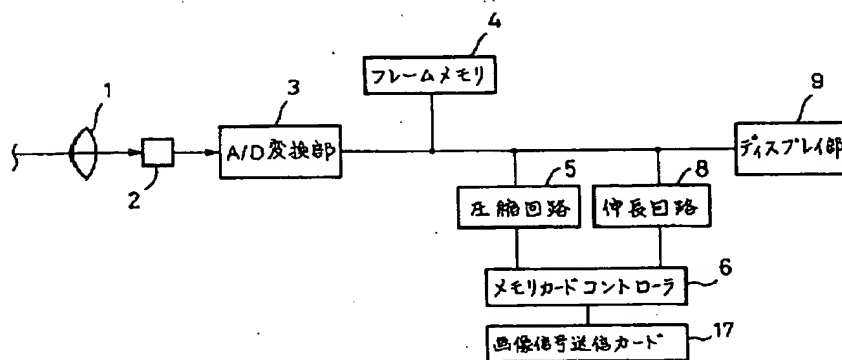 4
フレームメモリ
1
3
A/D変換部
2
9
ディスプレイ部
5
圧縮回路
8
伸長回路
6
メモリカードコントローラ
17
画像信号送信カード